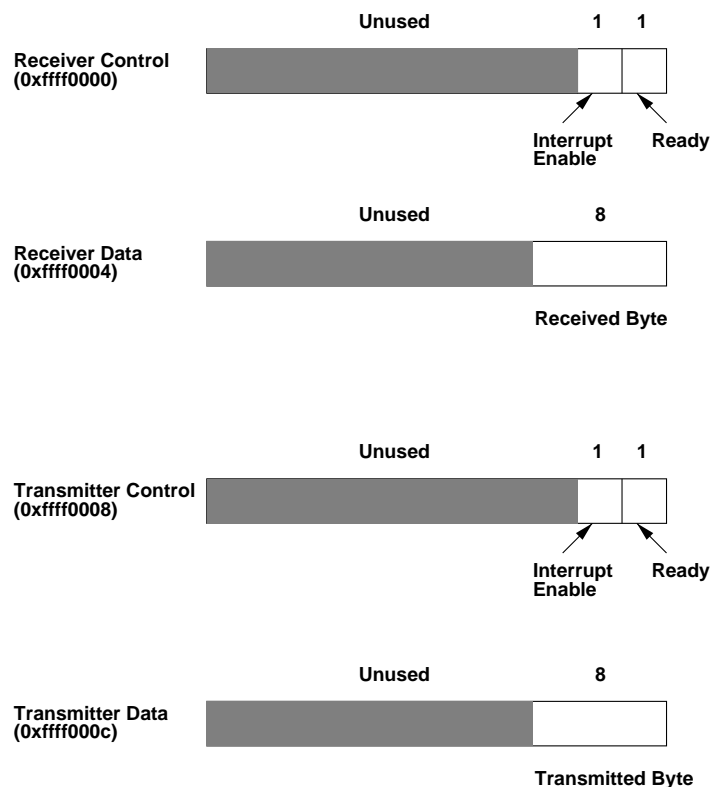 Unused 1 1
Receiver Control
(0xffff0000)
Interrupt Ready
Enable
Unused 8
Receiver Data
(0xffff0004)
Received Byte
Unused 1 1
Transmitter Control
(0xffff0008)
Interrupt Ready
Enable
Unused 8
Transmitter Data
(0xffff000c)
Transmitted Byte